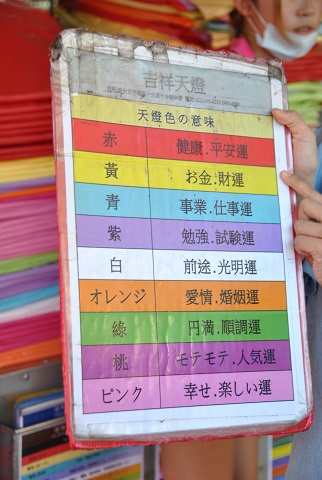 吉祥天燈
天燈色の意味
赤 健康.平安運
黃 お金.財運
青 事業.仕事運
紫 勉強.試験運
白 前途.光明運
オレンジ 愛情.婚姻運
綠 円満.順調運
桃 モテモテ.人気運
ピンク 幸せ.楽しい運